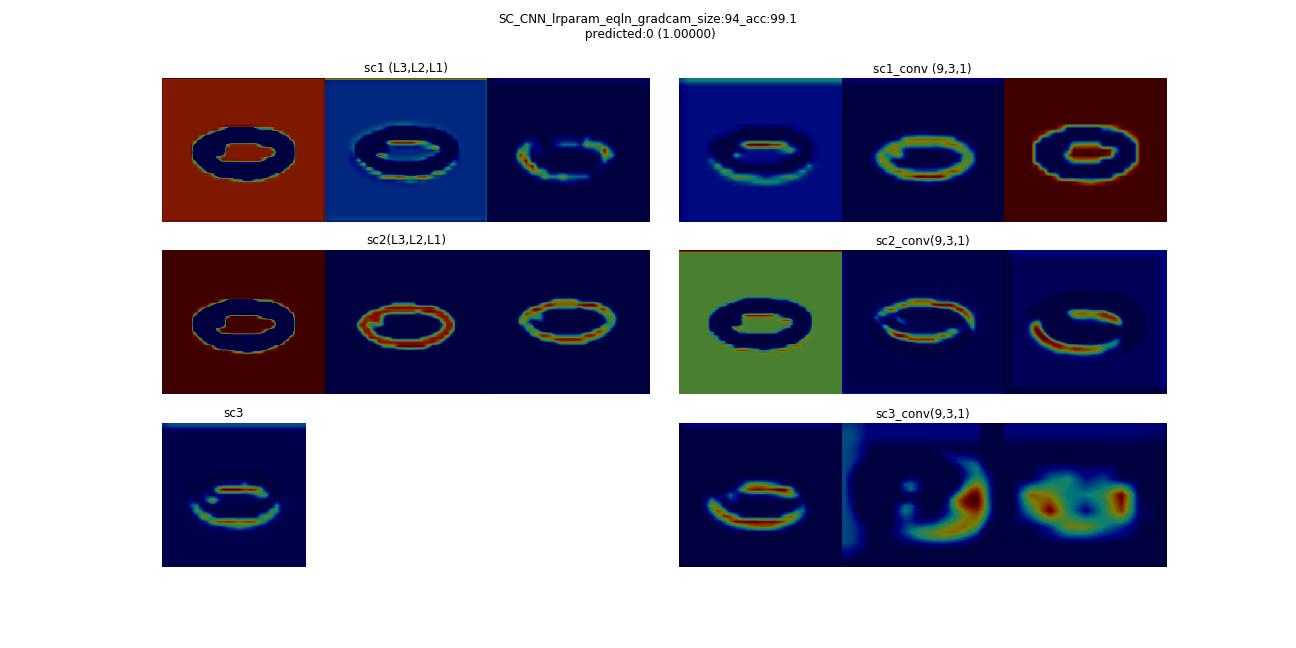 SC_CNN_lrparam_eqln_gradcam_size:94_acc:99.1
predicted:0 (1.00000)
sc1 (L3,L2,L1)
sc1_conv (9,3,1)
sc2(L3,L2,L1)
sc2_conv(9,3,1)
sc3
sc3_conv(9,3,1)